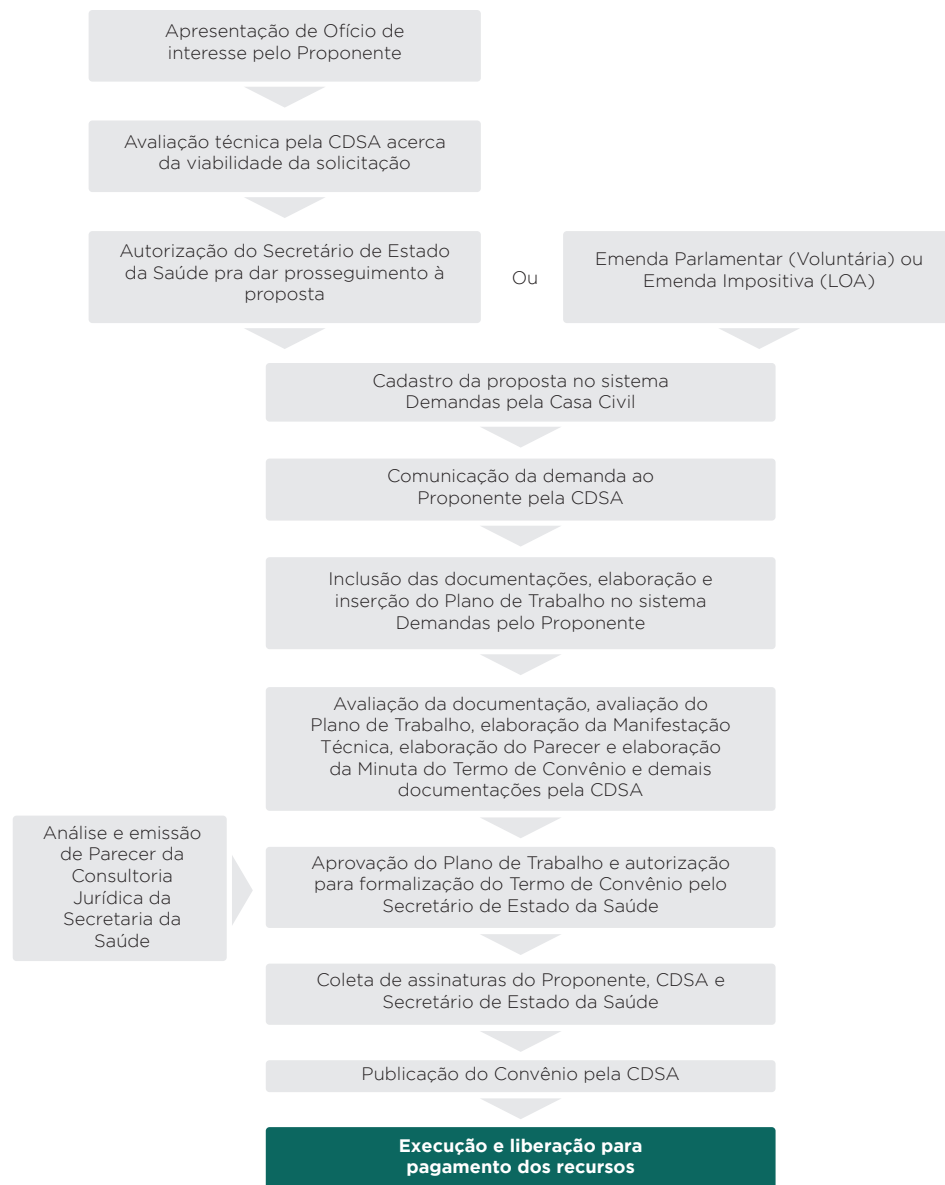 Apresentação de Ofício de
interesse pelo Proponente
Avaliação técnica pela CDSA acerca
da viabilidade da solicitação
Autorização do Secretário de Estado
da Saúde pra dar prosseguimento à
proposta
Ou
Emenda Parlamentar (Voluntária) ou
Emenda Impositiva (LOA)
Cadastro da proposta no sistema
Demandas pela Casa Civil
Comunicação da demanda ao
Proponente pela CDSA
Inclusão das documentações, elaboração e
inserção do Plano de Trabalho no sistema
Demandas pelo Proponente
Avaliação da documentação, avaliação do
Plano de Trabalho, elaboração da Manifestação
Técnica, elaboração do Parecer e elaboração
da Minuta do Termo de Convênio e demais
documentações pela CDSA
Análise e emissão
de Parecer da
Consultoria
Jurídica da
Secretaria da
Saúde
Aprovação do Plano de Trabalho e autorização
para formalização do Termo de Convênio pelo
Secretário de Estado da Saúde
Coleta de assinaturas do Proponente, CDSA e
Secretário de Estado da Saúde
Publicação do Convênio pela CDSA
Execução e liberação para
pagamento dos recursos